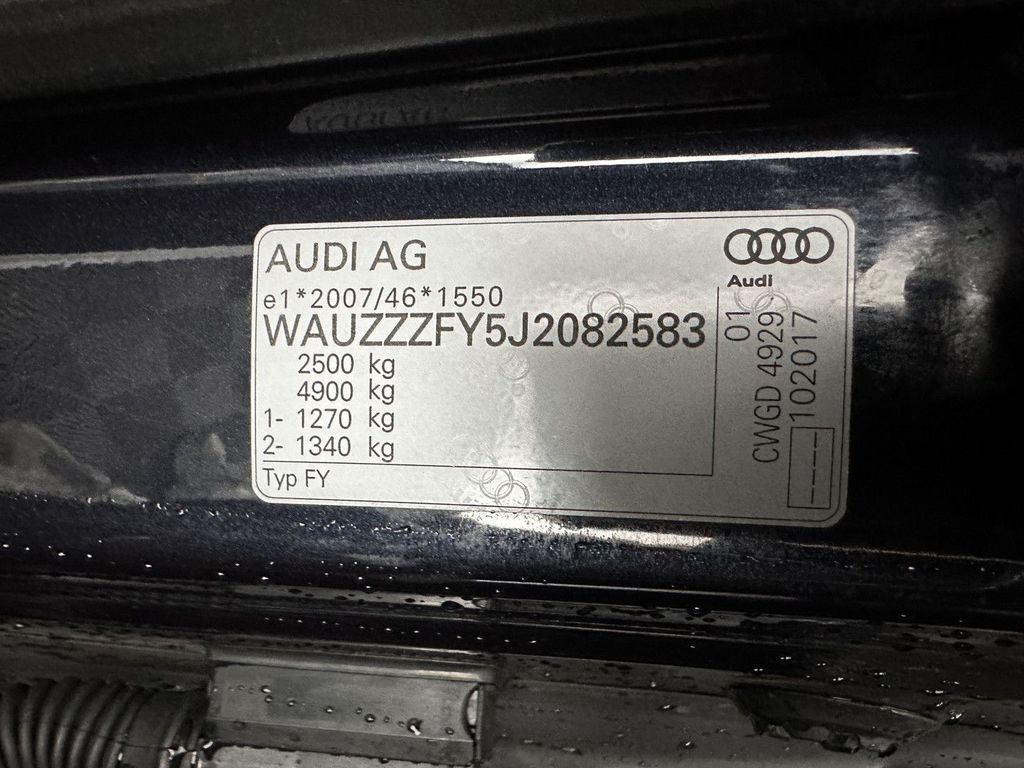 AUDI AG
Audi
e1*2007/46*1550
WAUZZZFY5J2082583
2500 kg
4900 kg
1- 1270 kg
2- 1340 kg
Typ FY
01
CWGD 4929
102017
----